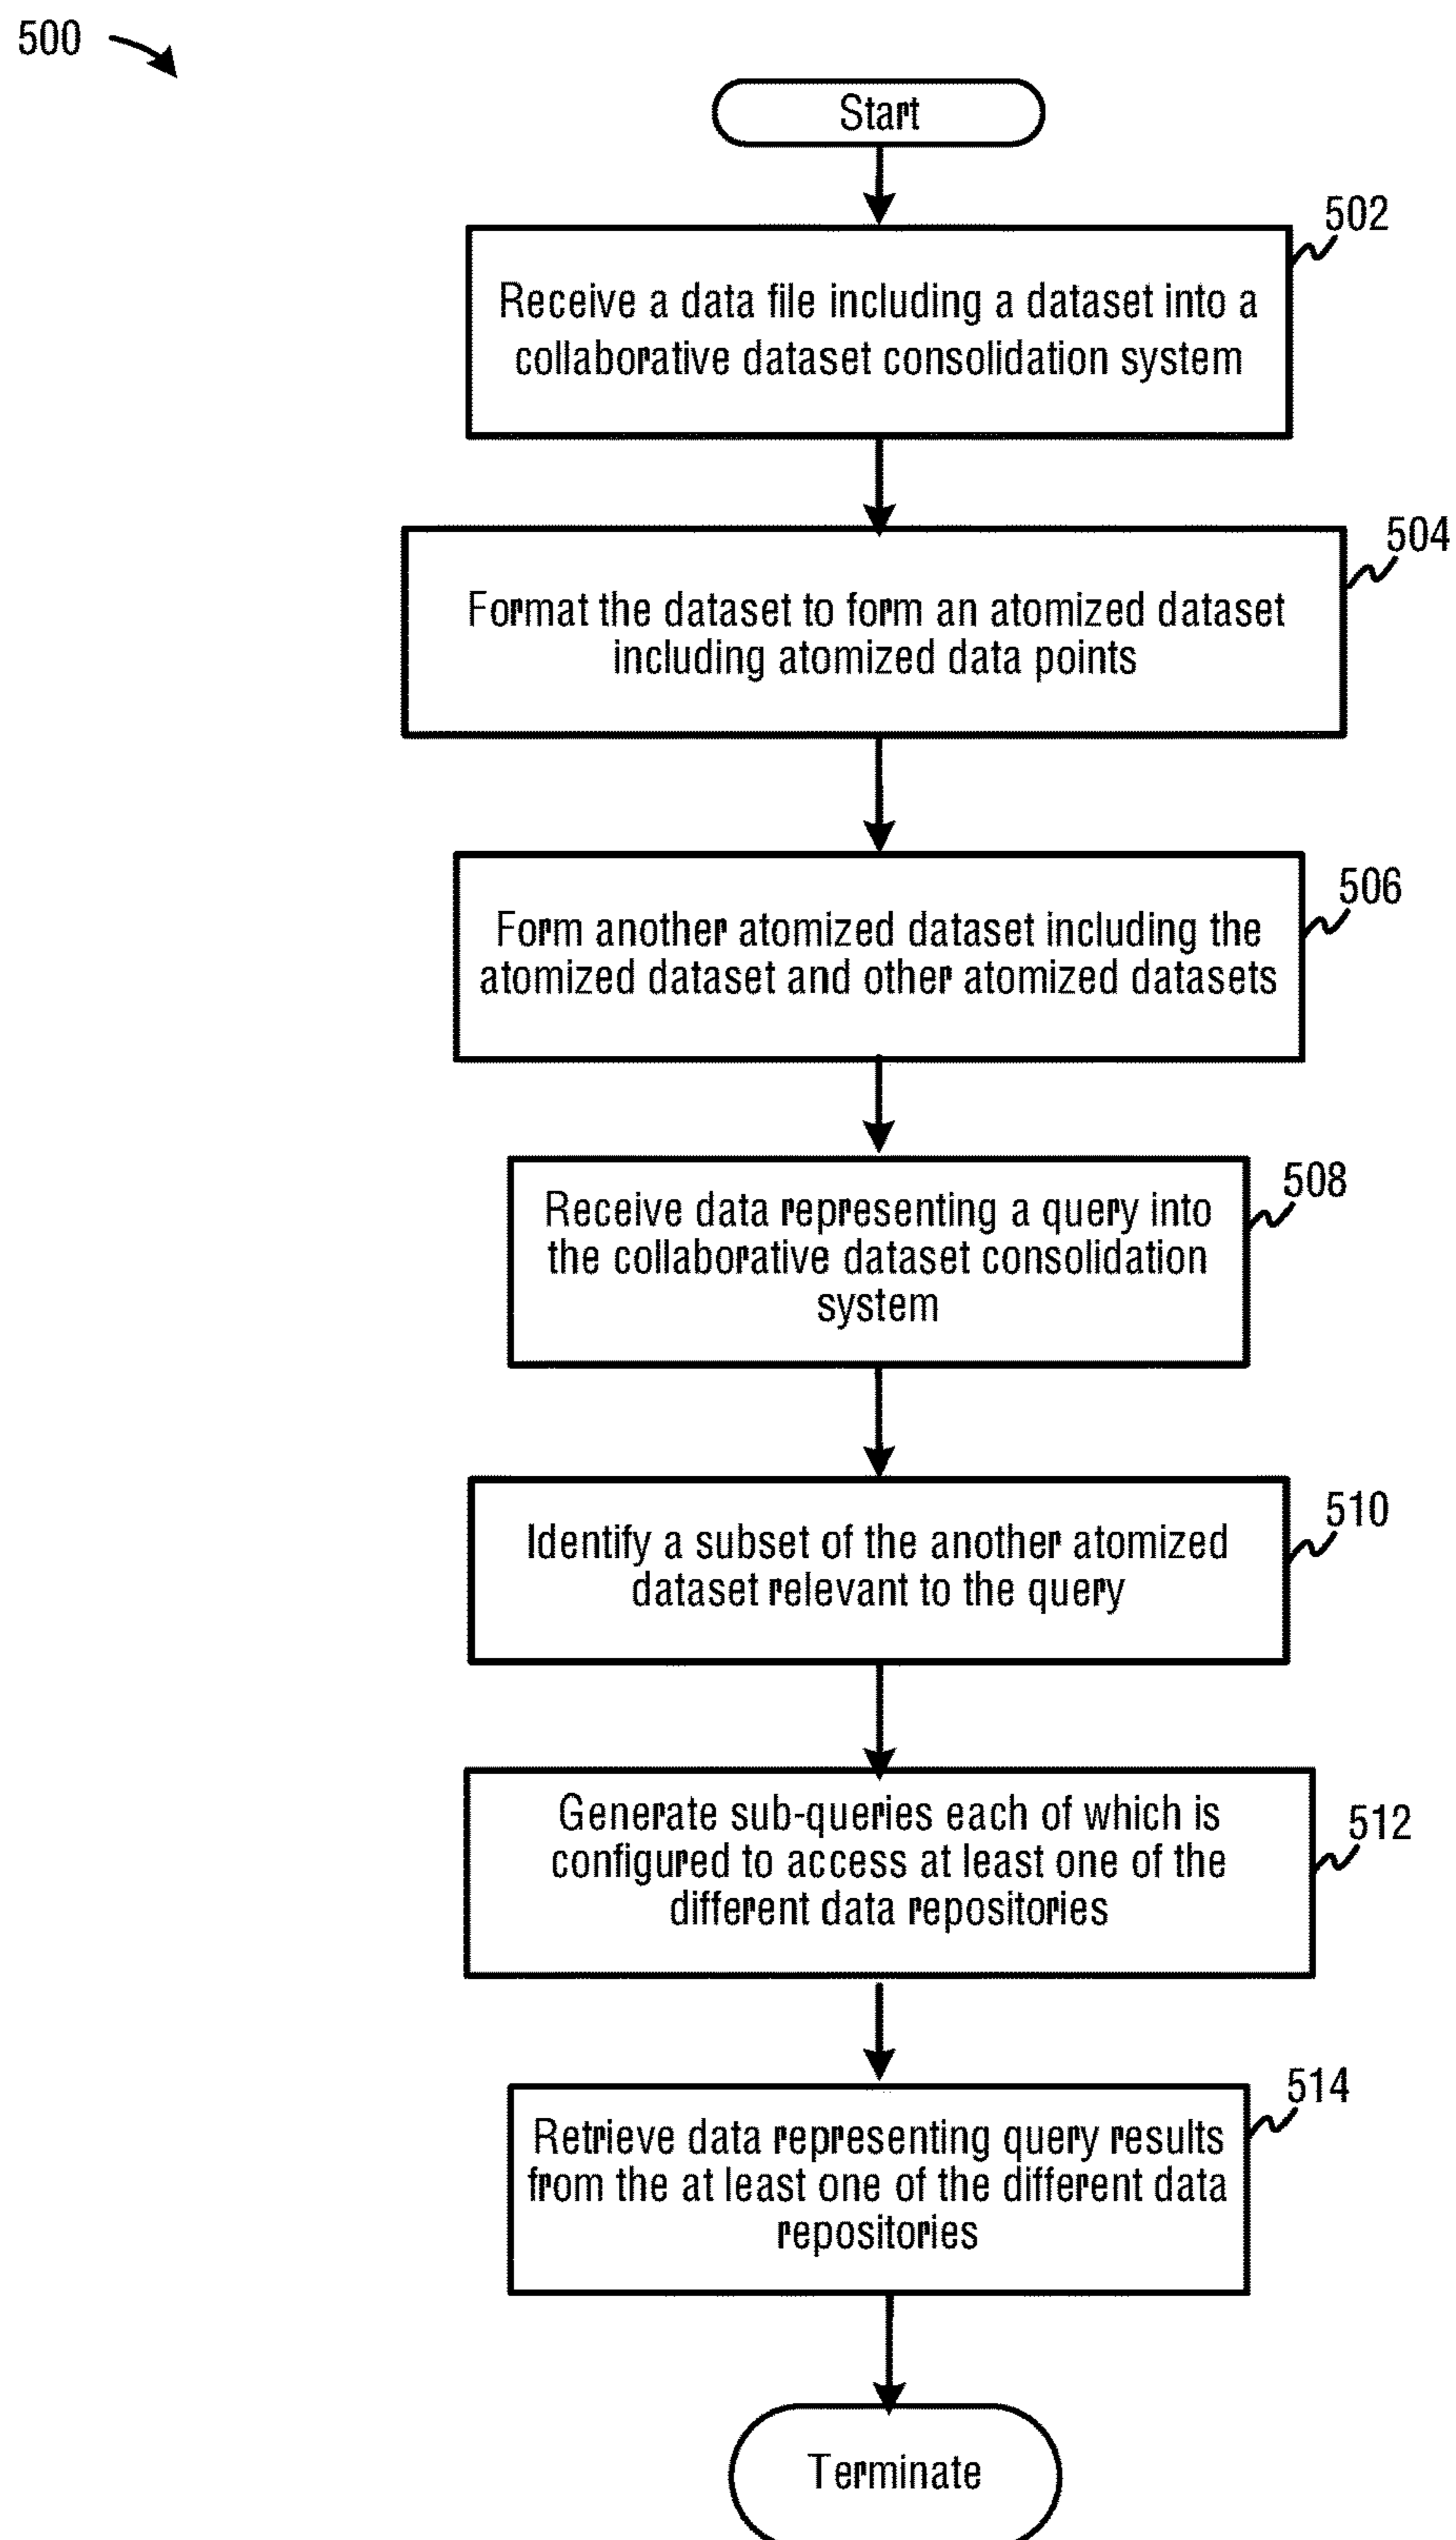 500
Start
502
Receive a data file including a dataset into a
collaborative dataset consolidation system
504
Format the dataset to form an atomized dataset
including atomized data points
506
Form another atomized dataset including the
atomized dataset and other atomized datasets
508
Receive data representing a query into
the collaborative dataset consolidation
system
510
Identify a subset of the another atomized
dataset relevant to the query
512
Generate sub-queries each of which is
configured to access at least one of the
different data repositories
514
Retrieve data representing query results
from the at least one of the different data
repositories
Terminate